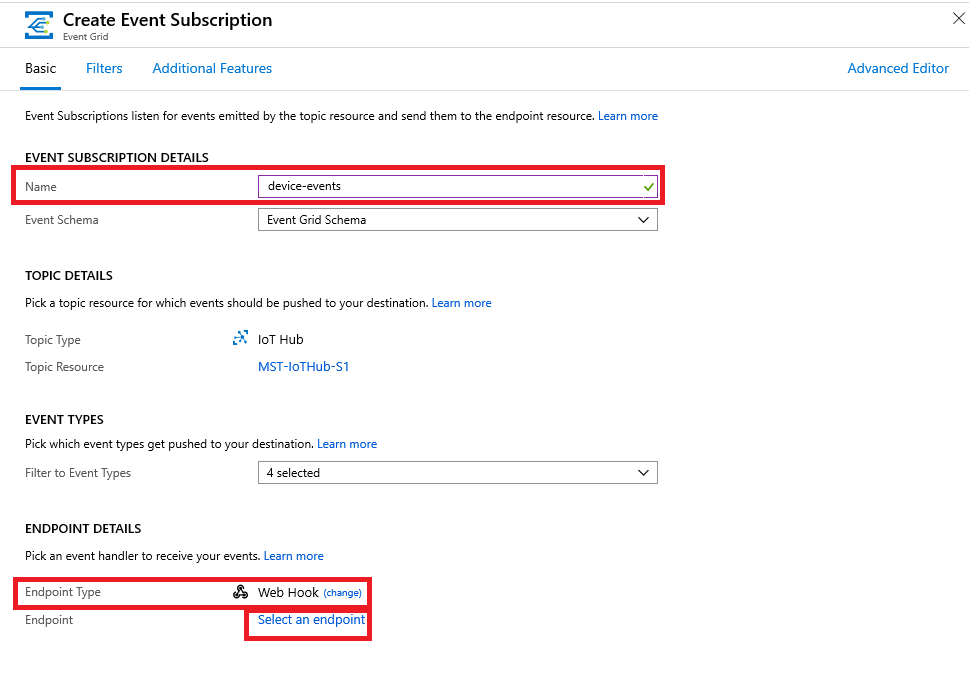 Create Event Subscription
Event Grid
Basic Filters Additional Features Advanced Editor
Event Subscriptions listen for events emitted by the topic resource and send them to the endpoint resource. Learn more
EVENT SUBSCRIPTION DETAILS
Name device-events
Event Schema Event Grid Schema
TOPIC DETAILS
Pick a topic resource for which events should be pushed to your destination. Learn more
Topic Type IoT Hub
Topic Resource MST-IoTHub-S1
EVENT TYPES
Pick which event types get pushed to your destination. Learn more
Filter to Event Types 4 selected
ENDPOINT DETAILS
Pick an event handler to receive your events. Learn more
Endpoint Type Web Hook (change)
Endpoint Select an endpoint